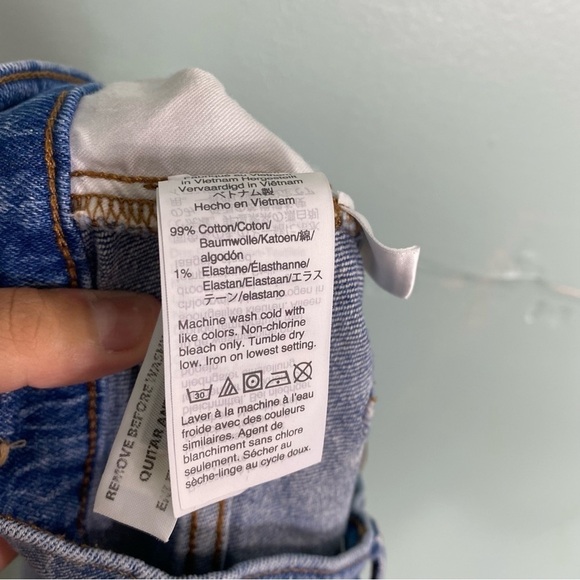 in Vietnam Hergestellt
Vervaardigd in Viêtnam
ベトナム製
Hecho en Vietnam
99% Cotton/Coton/
Baumwolle/Katoen/綿/
algodón
1% Elastane/Élasthanne/
Elastan/Elastaan/エラス
テーン/elastano
Machine wash cold with
like colors. Non-chlorine
bleach only. Tumble dry
low. Iron on lowest setting.
30
Laver à la machine à l'eau
froide avec des couleurs
similaires. Agent de
blanchiment sans chlore
seulement. Sécher au
sèche-linge au cycle doux.
REMOVE BEFORE
QUITAR